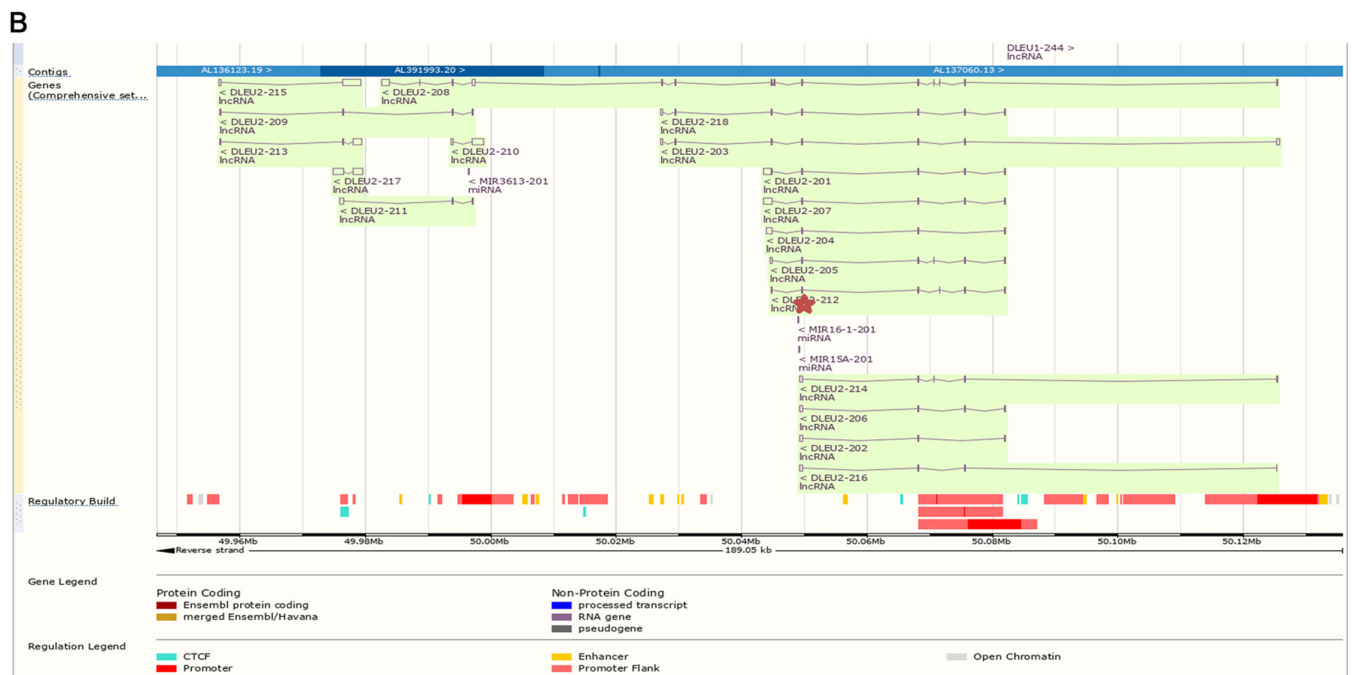 B
DLEU1-244 >
lncRNA
Contigs
AL136123.19 >
AL391993.20 >
AL137060.13 >
Genes
(Comprehensive set...
< DLEU2-215
lncRNA
< DLEU2-208
lncRNA
< DLEU2-209
lncRNA
< DLEU2-218
lncRNA
< DLEU2-213
lncRNA
< DLEU2-210
lncRNA
< DLEU2-203
lncRNA
< DLEU2-217
lncRNA
< MIR3613-201
miRNA
< DLEU2-201
lncRNA
< DLEU2-211
lncRNA
< DLEU2-207
lncRNA
< DLEU2-204
lncRNA
< DLEU2-205
lncRNA
< DLEU2-212
lncRNA
< MIR16-1-201
miRNA
< MIR15A-201
miRNA
< DLEU2-214
lncRNA
< DLEU2-206
lncRNA
< DLEU2-202
lncRNA
< DLEU2-216
lncRNA
Regulatory Build
49.96Mb 49.98Mb 50.00Mb 50.02Mb 50.04Mb 50.06Mb 50.08Mb 50.10Mb 50.12Mb
Reverse strand 189.05 kb
Gene Legend
Protein Coding
Ensembl protein coding
merged Ensembl/Havana
Non-Protein Coding
processed transcript
RNA gene
pseudogene
Regulation Legend
CTCF
Promoter
Enhancer
Promoter Flank
Open Chromatin